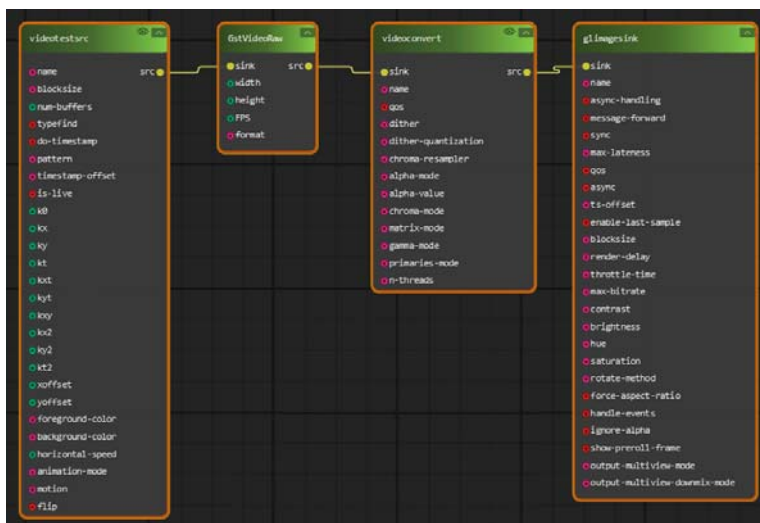 videotestsrc
name
src
blocksize
num-buffers
typefind
do-timestamp
pattern
timestamp-offset
is-live
k0
kx
ky
kt
kxt
kyt
kxy
kx2
ky2
kt2
xoffset
yoffset
foreground-color
background-color
horizontal-speed
animation-mode
motion
flip
GstVideoRaw
sink
src
width
height
FPS
format
videoconvert
sink
src
name
qos
dither
dither-quantization
chroma-resampler
alpha-mode
alpha-value
chroma-mode
matrix-mode
gamma-mode
primaries-mode
n-threads
glimagesink
sink
name
async-handling
message-forward
sync
max-lateness
qos
async
ts-offset
enable-last-sample
blocksize
render-delay
throttle-time
max-bitrate
contrast
brightness
hue
saturation
rotate-method
force-aspect-ratio
handle-events
ignore-alpha
show-preroll-frame
output-multiview-mode
output-multiview-downmix-mode